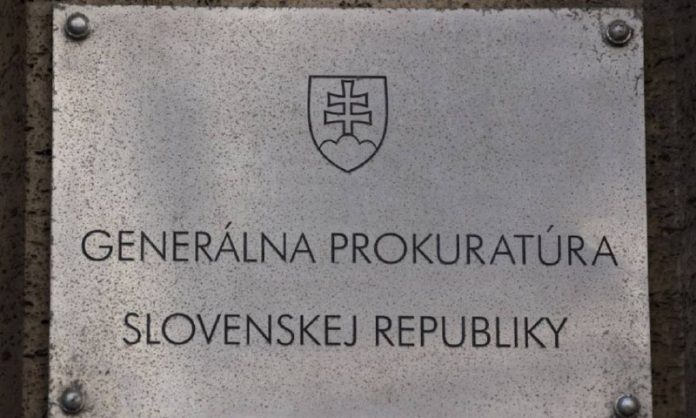 GENERÁLNA PROKURATÚRA
SLOVENSKEJ REPUBLIKY